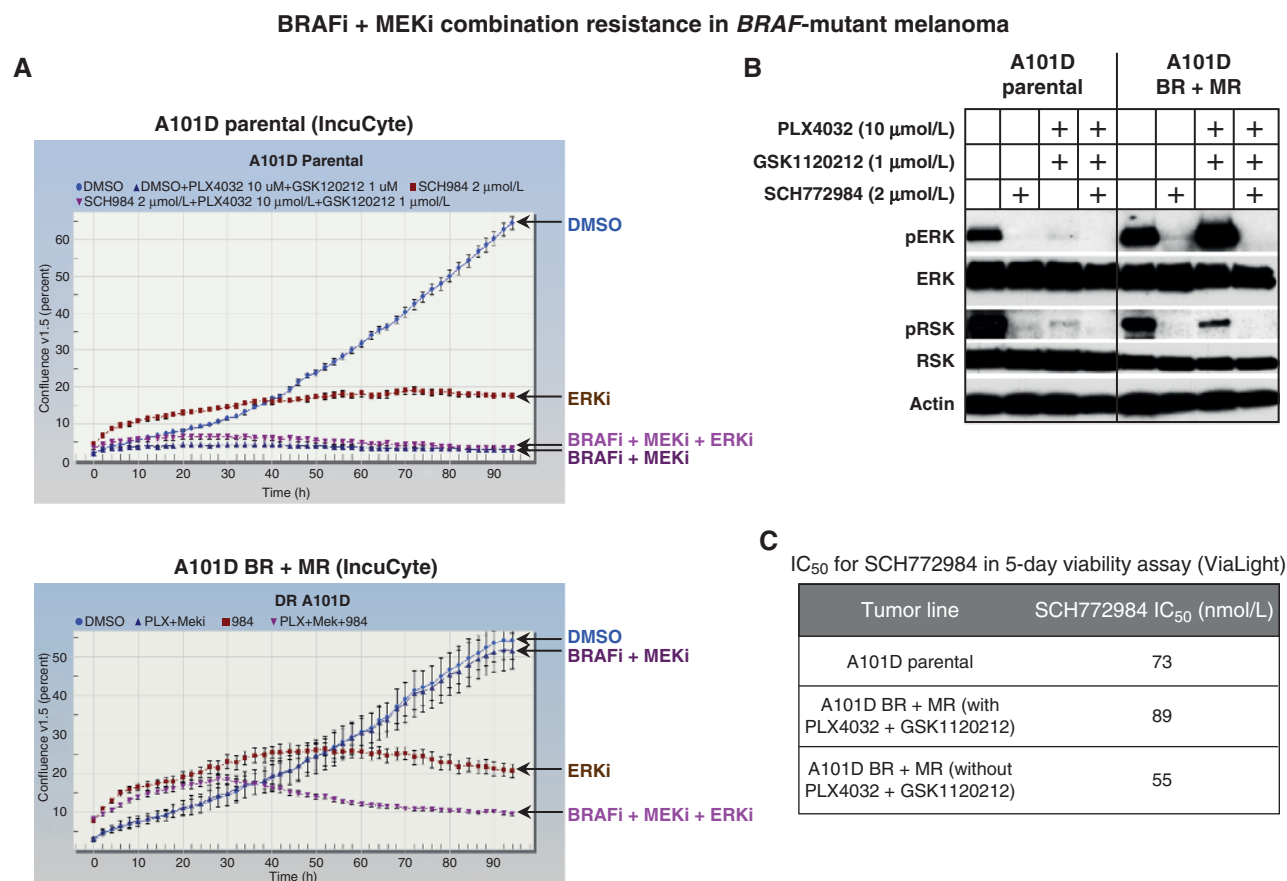 BRAFi + MEKi combination resistance in BRAF-mutant melanoma
A
A101D parental (IncuCyte)
A101D Parental
DMSO DMSO+PLX4032 10 uM+GSK120212 1 uM SCH984 2 μmol/L
SCH984 2 μmol/L+PLX4032 10 μmol/L+GSK120212 1 μmol/L
Confluence v1.5 (percent)
60
50
40
30
20
10
0
0 10 20 30 40 50 60 70 80 90
Time (h)
DMSO
ERKi
BRAFi + MEKi + ERKi
BRAFi + MEKi
A101D BR + MR (IncuCyte)
DR A101D
DMSO PLX+Meki 984 PLX+Mek+984
Confluence v1.5 (percent)
50
40
30
20
10
0 10 20 30 40 50 60 70 80 90
Time (h)
DMSO
BRAFi + MEKi
ERKi
BRAFi + MEKi + ERKi
B
A101D parental
A101D BR + MR
PLX4032 (10 μmol/L) + + + +
GSK1120212 (1 μmol/L) + + + +
SCH772984 (2 μmol/L) + + + +
pERK
ERK
pRSK
RSK
Actin
C
IC50 for SCH772984 in 5-day viability assay (ViaLight)
Tumor line SCH772984 IC50 (nmol/L)
A101D parental 73
A101D BR + MR (with
PLX4032 + GSK1120212) 89
A101D BR + MR (without
PLX4032 + GSK1120212) 55